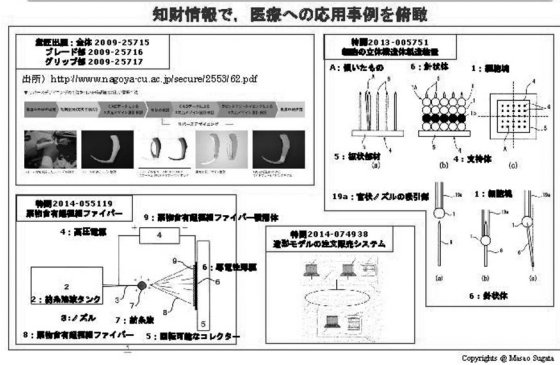 知財情報で，医療への応用事例を俯瞰
意匠出願：全体 2009-25715
ブレード部 2009-25716
グリップ部 2009-25717
出所）http://www.nagoya-cu.ac.jp/secure/2553/62.pdf
特開2013-005751
細胞の立体構造体製造装置
A：傾いたもの
6：針状体
1：細胞塊
(a)
(b)
(c)
5：板状部材
4：支持体
19a：管状ノズルの吸引部
1：細胞塊
(a)
(b)
(c)
6：針状体
特開2014-055119
薬物含有超極細ファイバー
4：高圧電源
9：薬物含有超極細ファイバー積層体
6：導電性薄膜
2：紡糸溶液タンク
3：ノズル
7：紡糸液
5：回転可能なコレクター
8：薬物含有超極細ファイバー
特開2014-074938
造形モデルの注文販売システム
Copyrights @ Masao Sugata